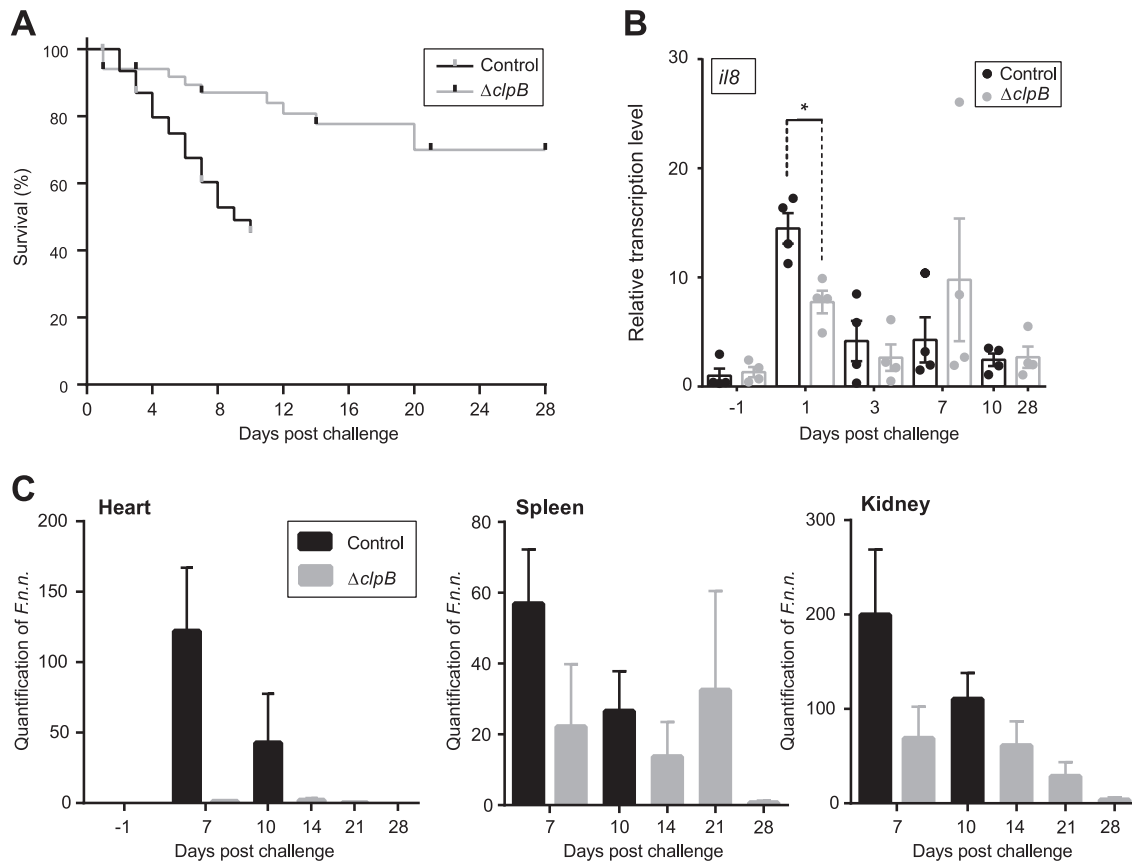 A
Survival (%)
100
80
60
40
20
0
0 4 8 12 16 20 24 28
Days post challenge
Control
ΔclpB
B
il8
Relative transcription level
30
20
10
0
-1 1 3 7 10 28
Days post challenge
*
Control
ΔclpB
C
Heart
Quantification of F.n.n.
200
150
100
50
0
-1 7 10 14 21 28
Days post challenge
Control
ΔclpB
Spleen
Quantification of F.n.n.
80
60
40
20
0
7 10 14 21 28
Days post challenge
Kidney
Quantification of F.n.n.
300
200
100
0
7 10 14 21 28
Days post challenge